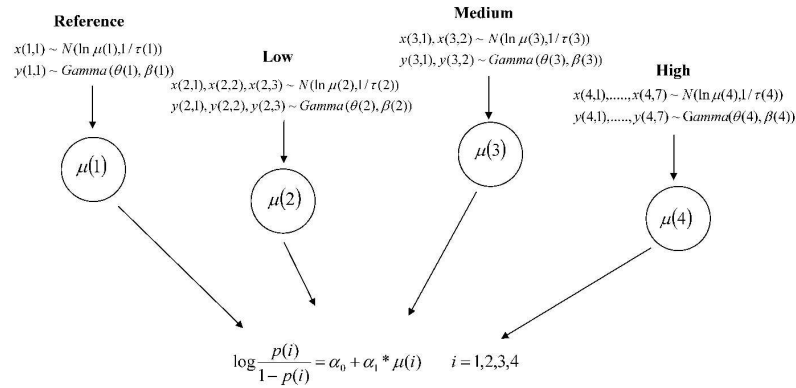 Reference
x(1,1) ~ N(ln μ(1),1/τ(1))
y(1,1) ~ Gamma(θ(1), β(1))
Low
x(2,1), x(2,2), x(2,3) ~ N(ln μ(2),1/τ(2))
y(2,1), y(2,2), y(2,3) ~ Gamma(θ(2), β(2))
Medium
x(3,1), x(3,2) ~ N(ln μ(3),1/τ(3))
y(3,1), y(3,2) ~ Gamma(θ(3), β(3))
High
x(4,1),.....,x(4,7) ~ N(ln μ(4),1/τ(4))
y(4,1),.....,y(4,7) ~ Gamma(θ(4), β(4))
μ(1)
μ(2)
μ(3)
μ(4)
log p(i)/1−p(i) = α₀ + α₁ * μ(i) i = 1,2,3,4